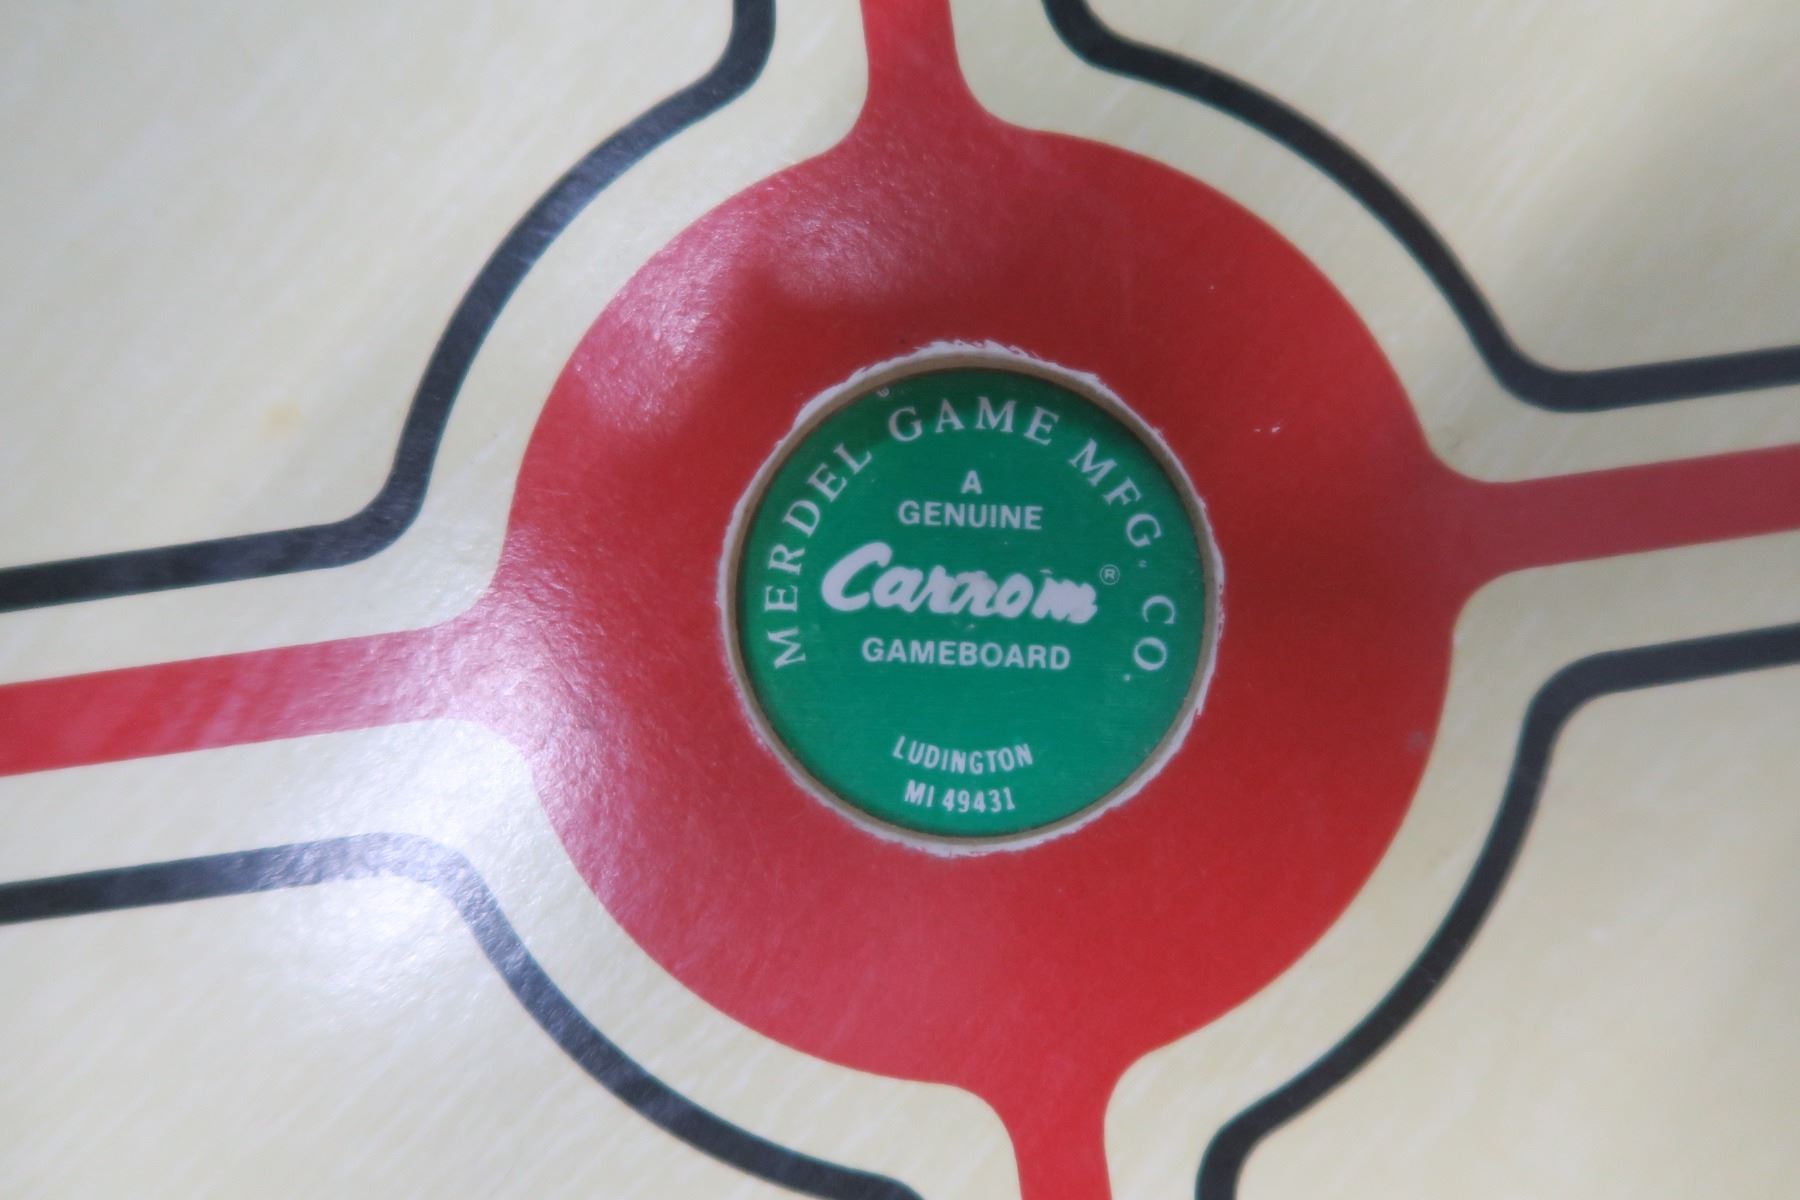 MERDEL GAME MFG. CO.
A
GENUINE
Carrom®
GAMEBOARD
LUDINGTON
MI 49431